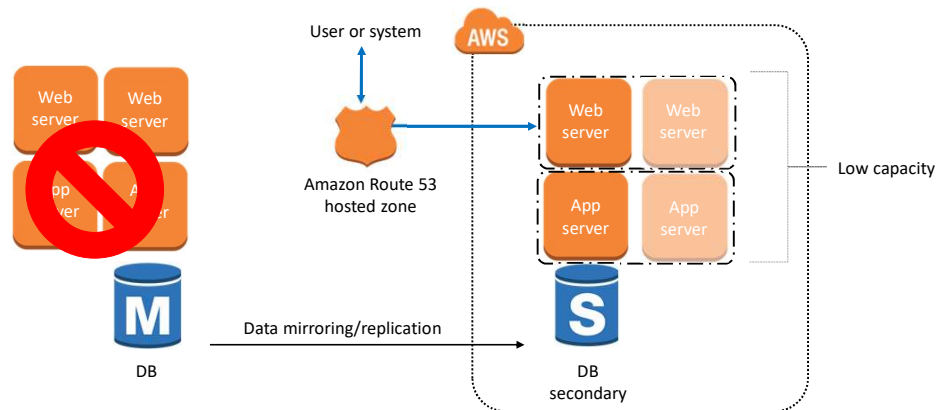 User or system
AWS
Web
server
Web
server
Web
server
Web
server
Low capacity
Amazon Route 53
hosted zone
App
server
App
server
M
S
Data mirroring/replication
DB
DB
secondary